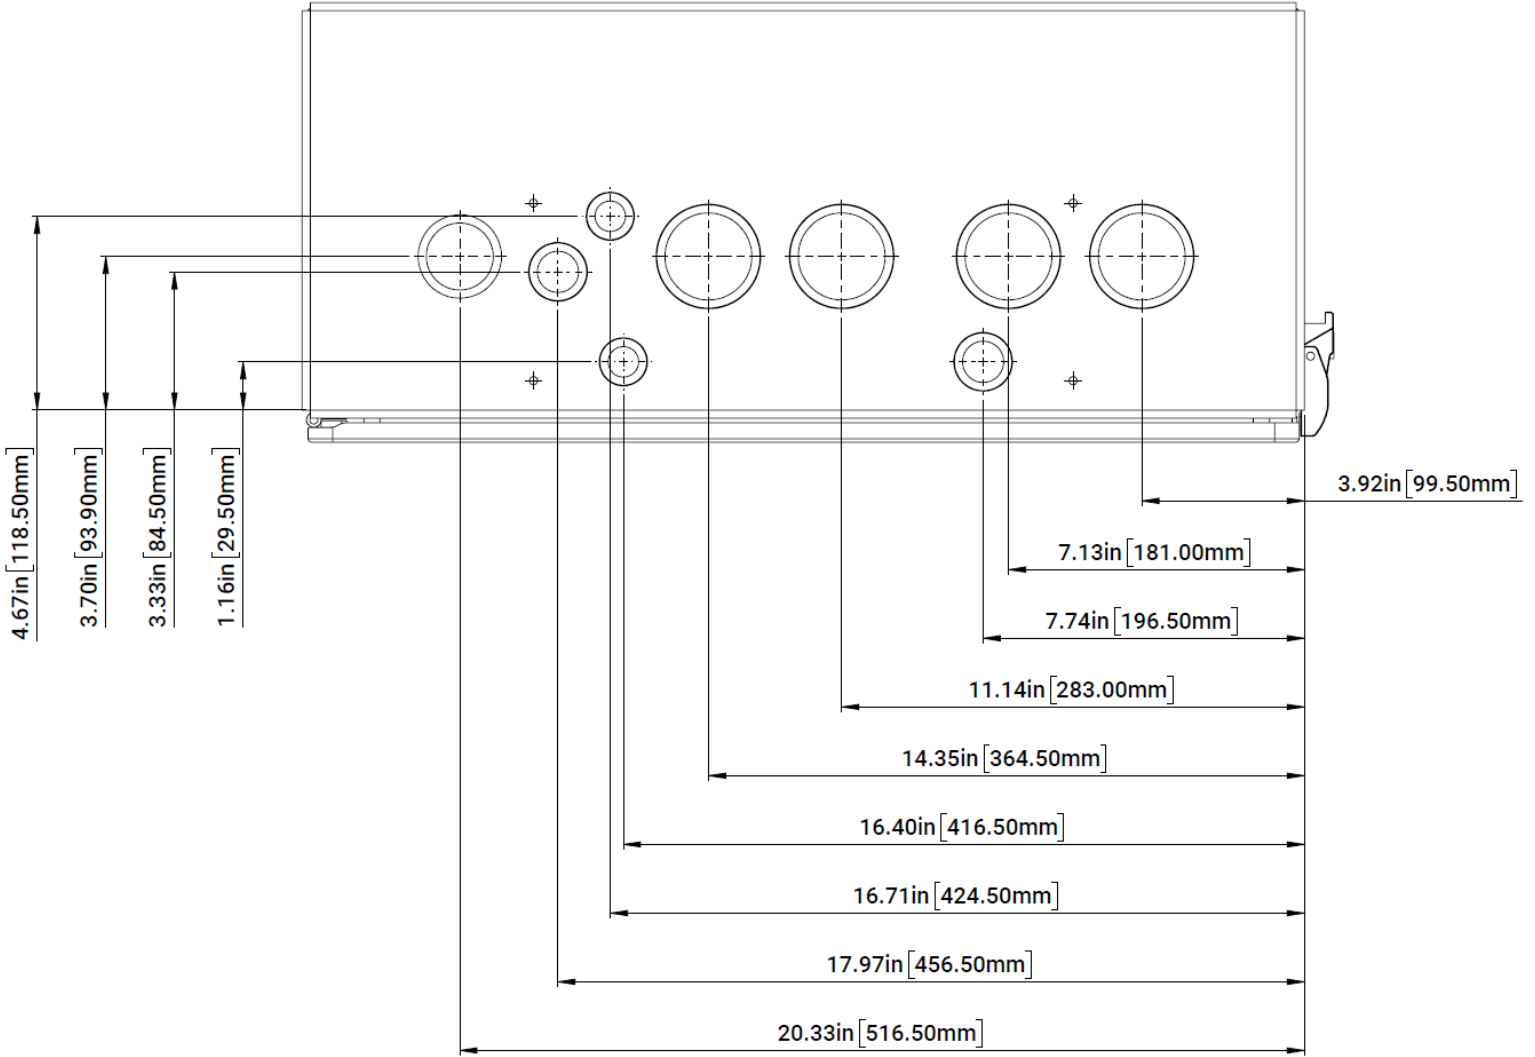 4.67in[118.50mm]
3.70in[93.90mm]
3.33in[84.50mm]
1.16in[29.50mm]
3.92in[99.50mm]
7.13in[181.00mm]
7.74in[196.50mm]
11.14in[283.00mm]
14.35in[364.50mm]
16.40in[416.50mm]
16.71in[424.50mm]
17.97in[456.50mm]
20.33in[516.50mm]